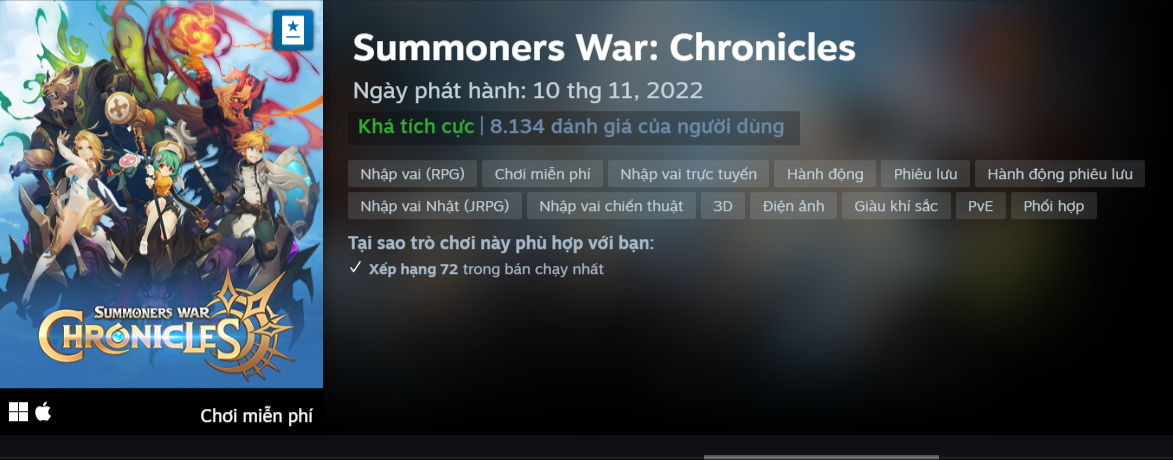 Summoners War: Chronicles
Ngày phát hành: 10 thg 11, 2022
Khá tích cực | 8.134 đánh giá của người dùng
Nhập vai (RPG) Chơi miễn phí Nhập vai trực tuyến Hành động Phiêu lưu Hành động phiêu lưu
Nhập vai Nhật (JRPG) Nhập vai chiến thuật 3D Điện ảnh Giàu khí sắc PvE Phối hợp
Tại sao trò chơi này phù hợp với bạn:
Xếp hạng 72 trong bán chạy nhất
SUMMONERS WAR
CHRONICLES
Chơi miễn phí